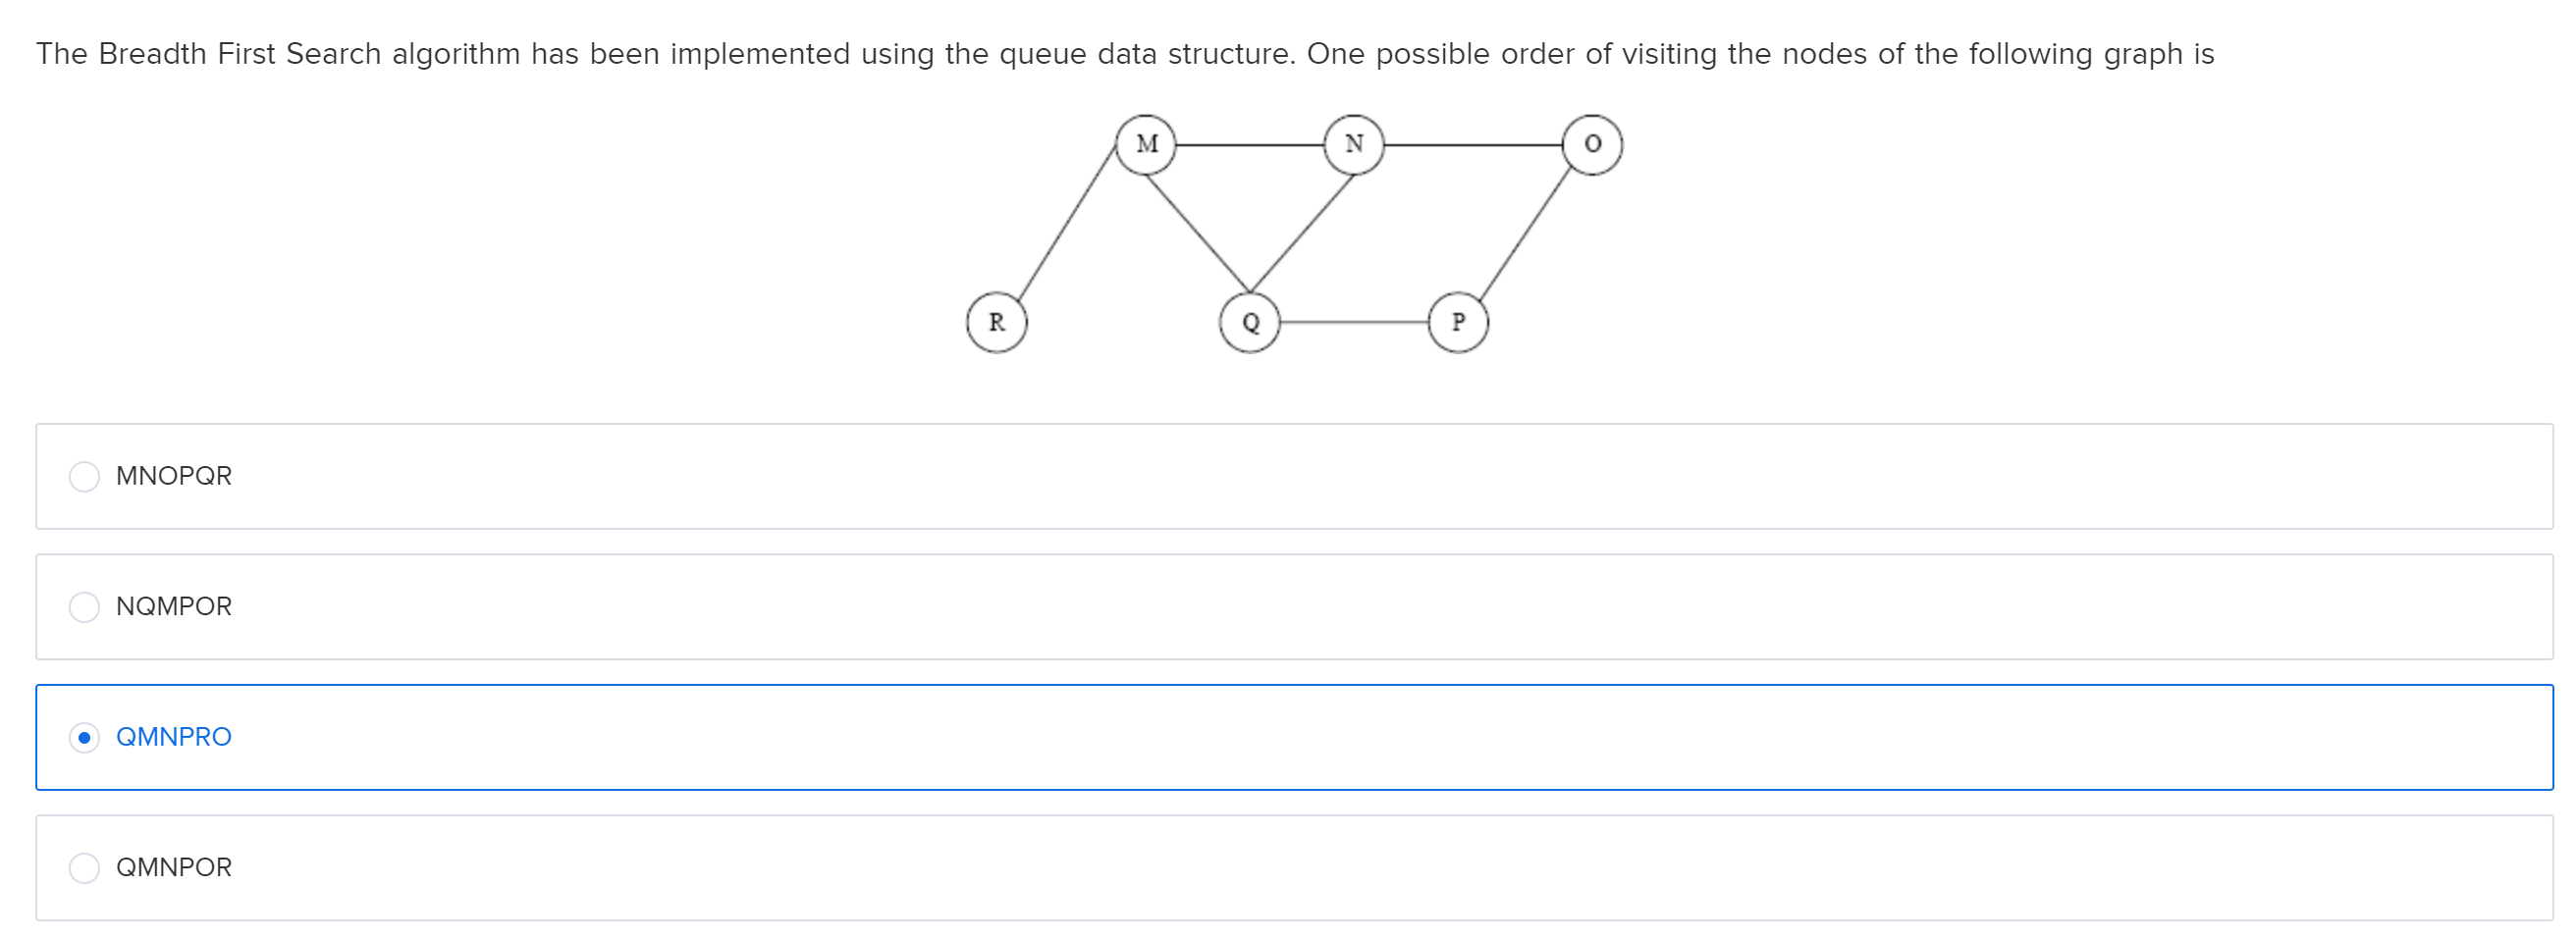 The Breadth First Search algorithm has been implemented using the queue data structure. One possible order of visiting the nodes of the following graph is
M N O
R Q P
MNOPQR
NQMPOR
QMNPRO
QMNPOR